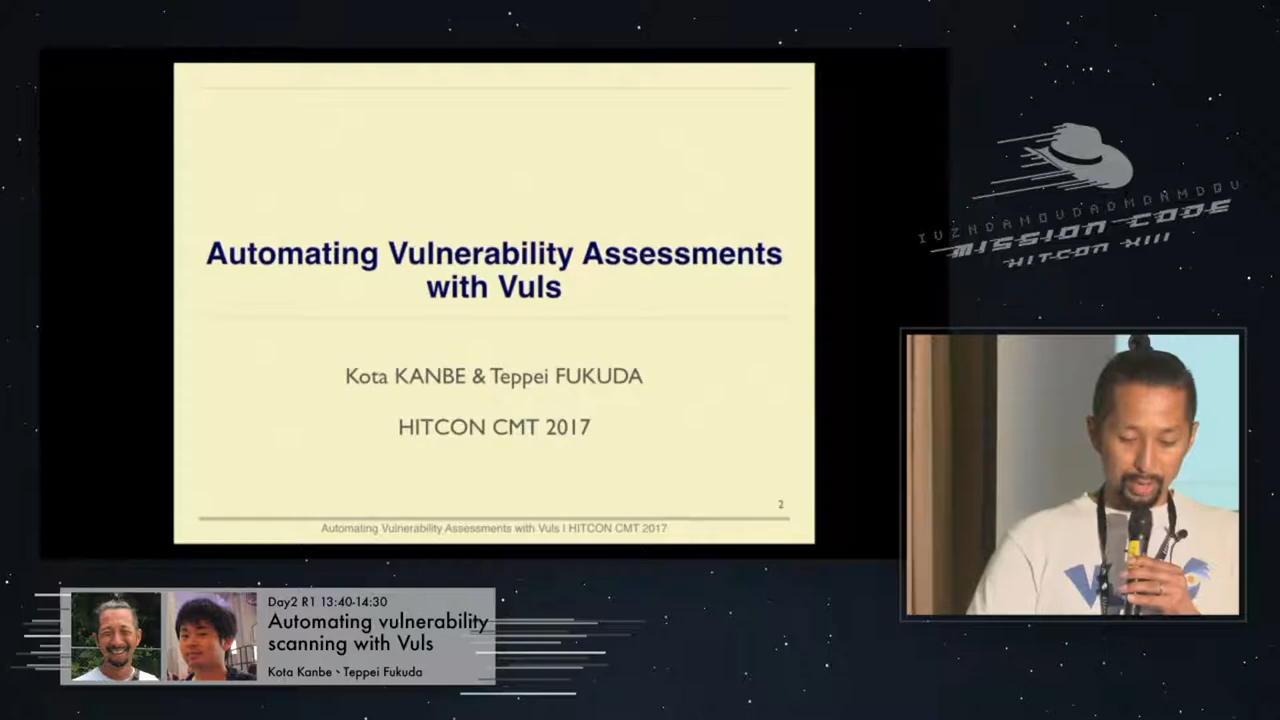 Automating Vulnerability Assessments
with Vuls
Kota KANBE & Teppei FUKUDA
HITCON CMT 2017
2
Automating Vulnerability Assessments with Vuls | HITCON CMT 2017
MISSION CODE
HITCON XIII
Day2 R1 13:40-14:30
Automating vulnerability
scanning with Vuls
Kota Kanbe、Teppei Fukuda